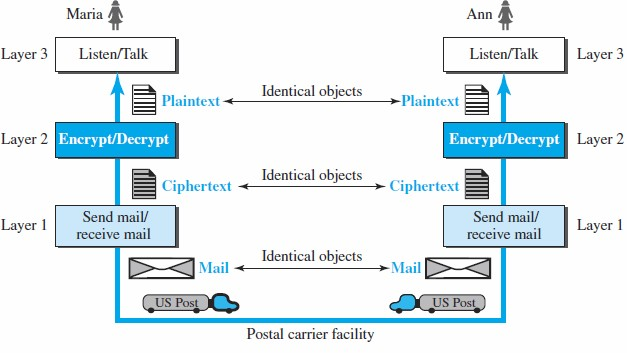 Maria
Ann
Layer 3
Listen/Talk
Listen/Talk
Layer 3
Plaintext
Identical objects
Plaintext
Layer 2
Encrypt/Decrypt
Encrypt/Decrypt
Layer 2
Ciphertext
Identical objects
Ciphertext
Layer 1
Send mail/
receive mail
Send mail/
receive mail
Layer 1
Mail
Identical objects
Mail
US Post
US Post
Postal carrier facility